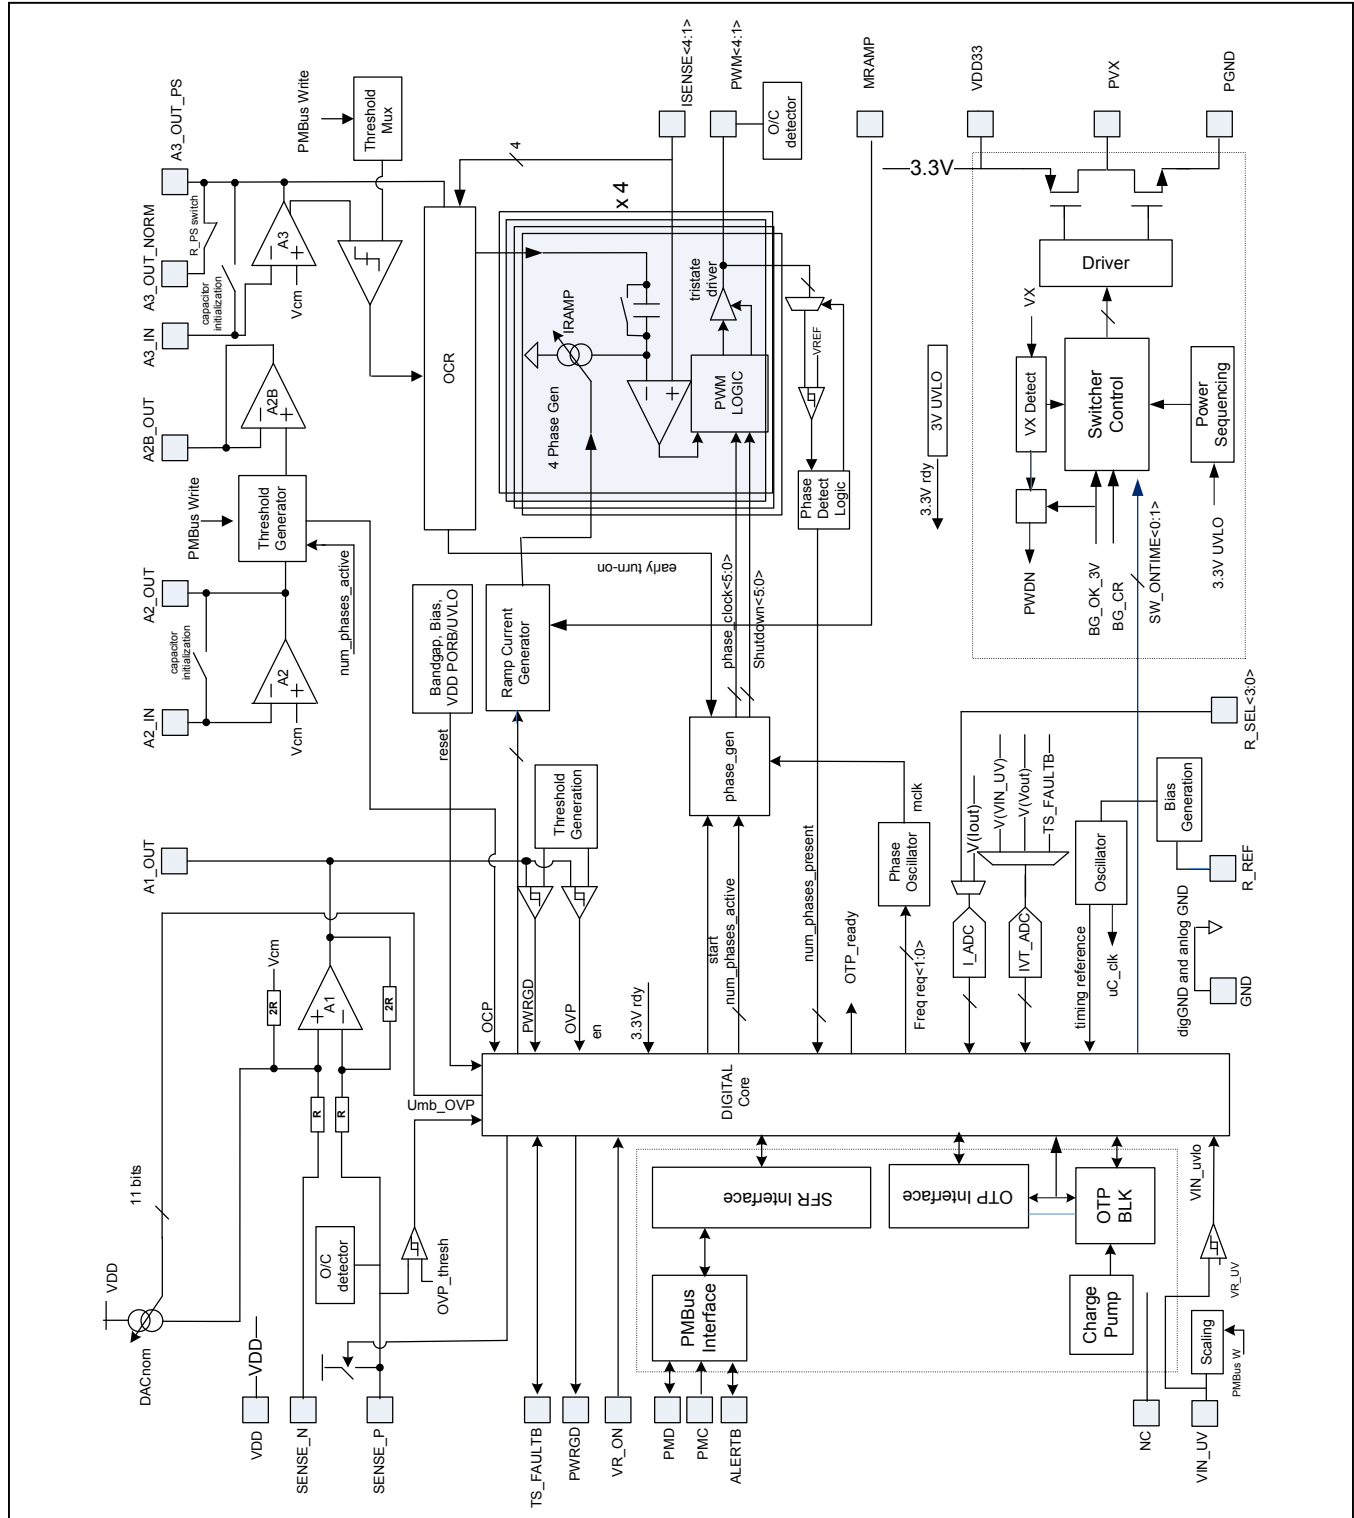 A3_OUT_PS
PMBus Write
Threshold
Mux
A3_OUT_NORM
R_PS switch
A3
Vcm
capacitor
initialization
A3_IN
A2B_OUT
A2B
PMBus Write
Threshold
Generator
num_phases_active
A2_OUT
capacitor
initialization
A2
Vcm
A2_IN
A1_OUT
Vcm
2R
A1
2R
R
R
11 bits
VDD
DACnom
VDD
VDD
SENSE_N
SENSE_P
O/C
detector
OVP_thresh
Umb_OVP
ISENSE<4:1>
PWM<4:1>
O/C
detector
MRAMP
4
x 4
OCR
IRAMP
4 Phase Gen
tristate
driver
PWM
LOGIC
VREF
Phase
Detect
Logic
early turn-on
Bandgap, Bias,
VDD PORB/UVLO
reset
Ramp Current
Generator
phase_clock<5:0>
Shutdown<5:0>
phase_gen
Threshold
Generation
OCP
PWRGD
OVP
en
3.3V rdy
start
num_phases_active
num_phases_present
OTP_ready
mclk
Phase
Oscillator
Freq req<1:0>
V(Iout)
I_ADC
V(VIN_UV)
V(Vout)
TS_FAULTB
IVT_ADC
Oscillator
timing reference
uC_clk
Bias
Generation
R_REF
R_SEL<3:0>
digGND and anlog GND
GND
VDD33
PVX
PGND
3.3V
Driver
VX
VX Detect
Switcher
Control
Power
Sequencing
3V UVLO
3.3V rdy
PWDN
BG_OK_3V
BG_CR
SW_ONTIME<0:1>
3.3V UVLO
DIGITAL
Core
SFR Interface
OTP Interface
OTP
BLK
PMBus
Interface
Charge
Pump
VIN_uvlo
VR_UV
Scaling
PMBus W
TS_FAULTB
PWRGD
VR_ON
PMD
PMC
ALERTB
NC
VIN_UV